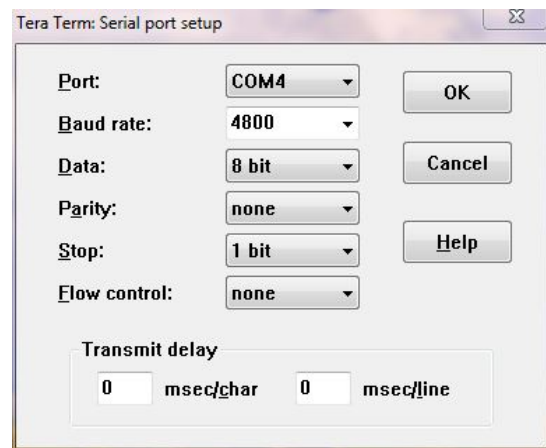 Tera Term: Serial port setup
Port: COM4 OK
Baud rate: 4800
Data: 8 bit Cancel
Parity: none
Stop: 1 bit Help
Flow control: none
Transmit delay
0 msec/char 0 msec/line